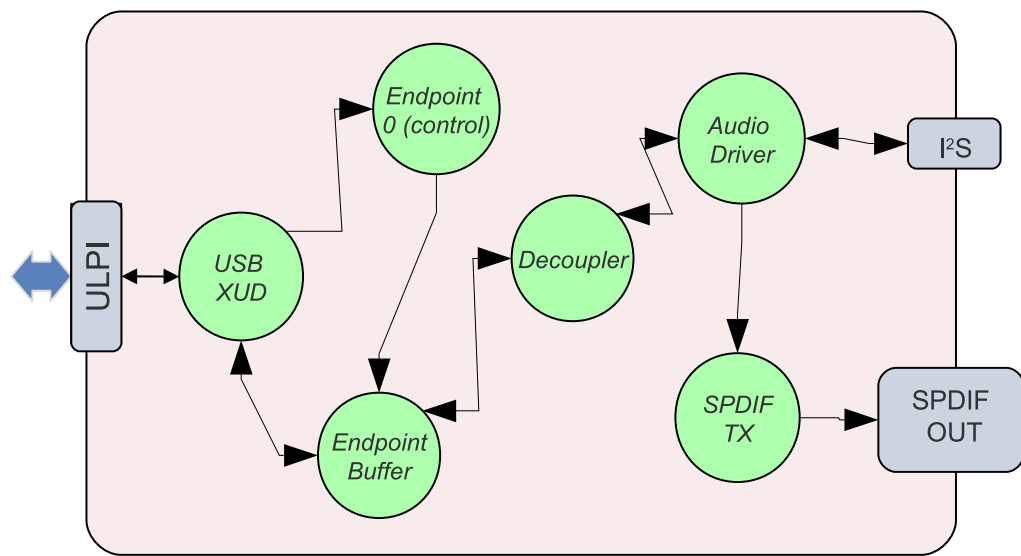 Endpoint
0 (control)
Audio
Driver
I²S
ULPI
USB
XUD
Decoupler
SPDIF
TX
SPDIF
OUT
Endpoint
Buffer